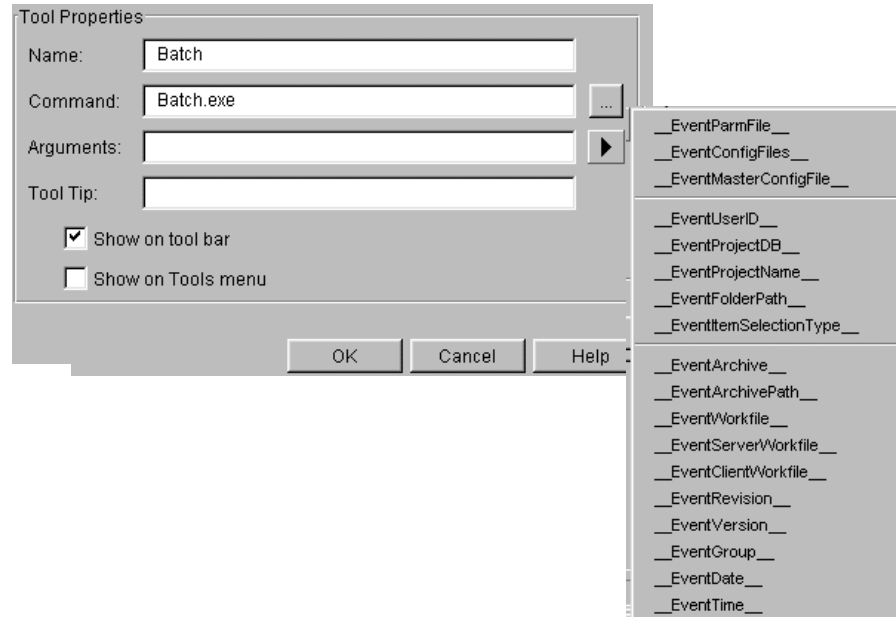 Tool Properties
Name: Batch
Command: Batch.exe ...
Arguments:
Tool Tip:
Show on tool bar
Show on Tools menu
OK Cancel Help
__EventParmFile__
__EventConfigFiles__
__EventMasterConfigFile__
__EventUserID__
__EventProjectDB__
__EventProjectName__
__EventFolderPath__
__EventItemSelectionType__
__EventArchive__
__EventArchivePath__
__EventWorkfile__
__EventServerWorkfile__
__EventClientWorkfile__
__EventRevision__
__EventVersion__
__EventGroup__
__EventDate__
__EventTime__